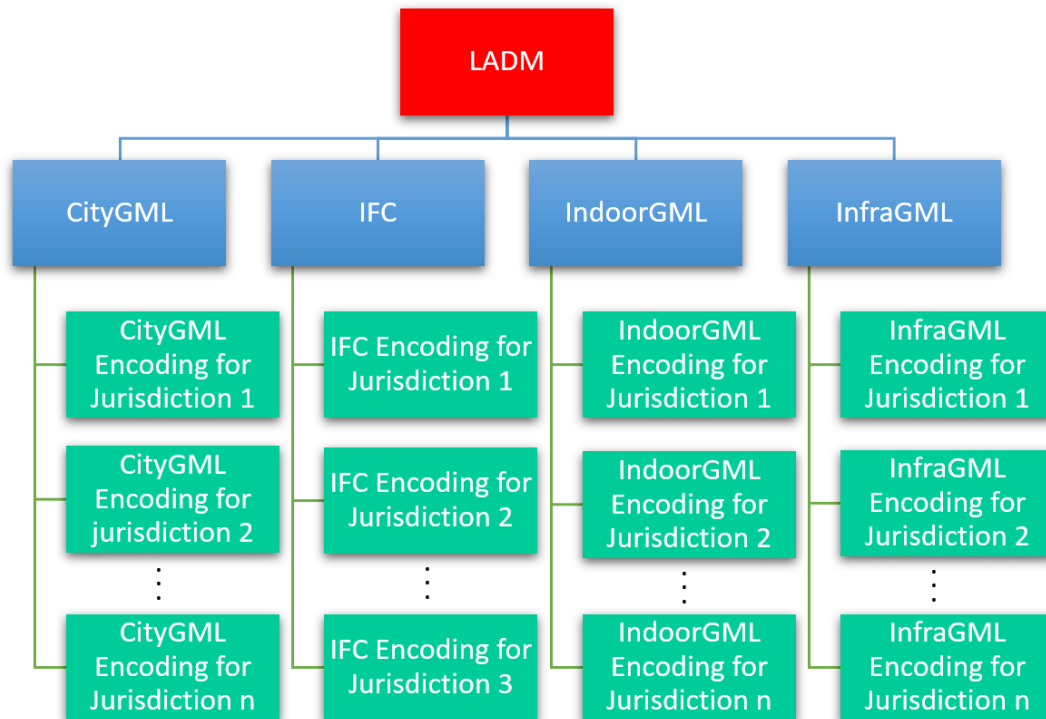 LADM
CityGML
IFC
IndoorGML
InfraGML
CityGML
Encoding for
Jurisdiction 1
IFC Encoding for
Jurisdiction 1
IndoorGML
Encoding for
Jurisdiction 1
InfraGML
Encoding for
Jurisdiction 1
CityGML
Encoding for
jurisdiction 2
IFC Encoding for
Jurisdiction 2
IndoorGML
Encoding for
Jurisdiction 2
InfraGML
Encoding for
Jurisdiction 2
CityGML
Encoding for
Jurisdiction n
IFC Encoding for
Jurisdiction 3
IndoorGML
Encoding for
Jurisdiction n
InfraGML
Encoding for
Jurisdiction n